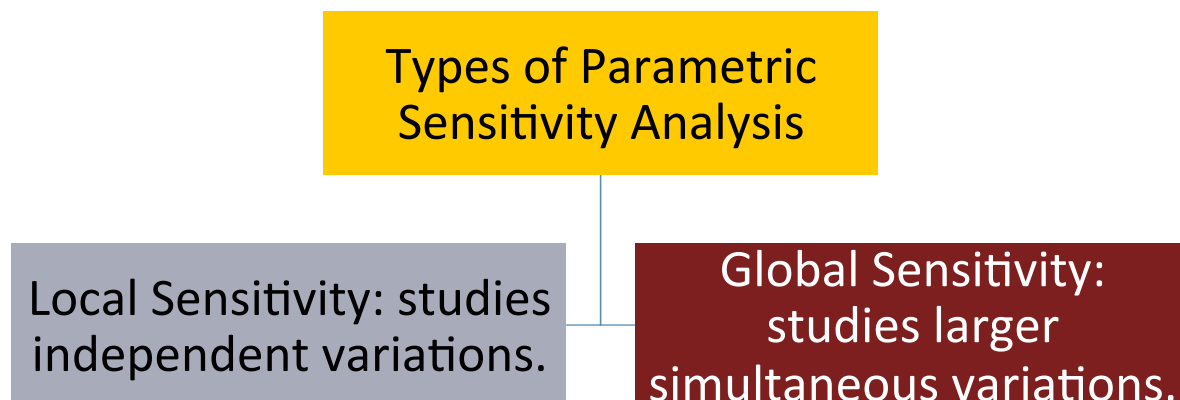 Types of Parametric
Sensitivity Analysis
Local Sensitivity: studies
independent variations.
Global Sensitivity:
studies larger
simultaneous variations.